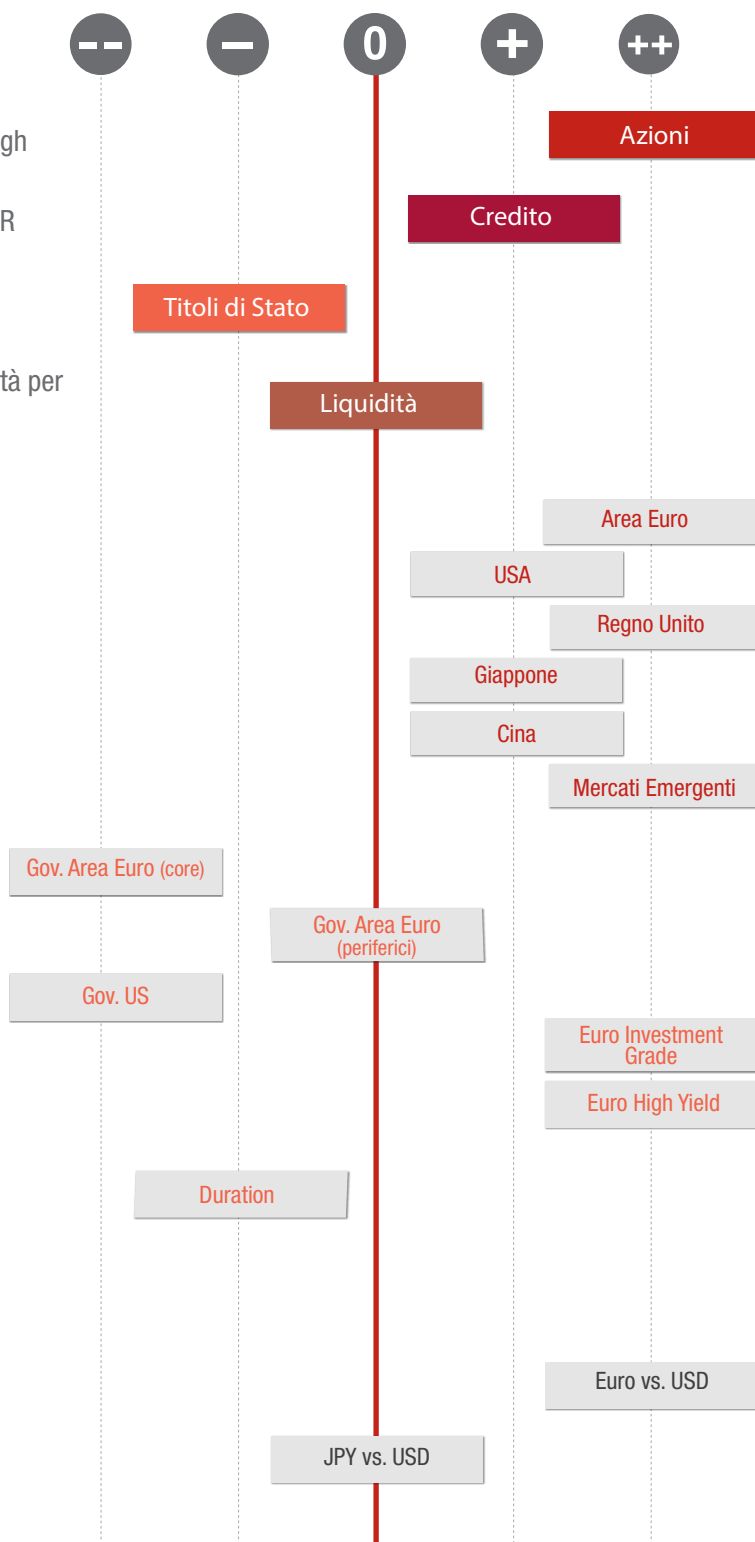 -- − 0 + ++
Azioni
gh
Credito
R
Titoli di Stato
tà per
Liquidità
Area Euro
USA
Regno Unito
Giappone
Cina
Mercati Emergenti
Gov. Area Euro (core)
Gov. Area Euro
(periferici)
Gov. US
Euro Investment
Grade
Euro High Yield
Duration
Euro vs. USD
JPY vs. USD